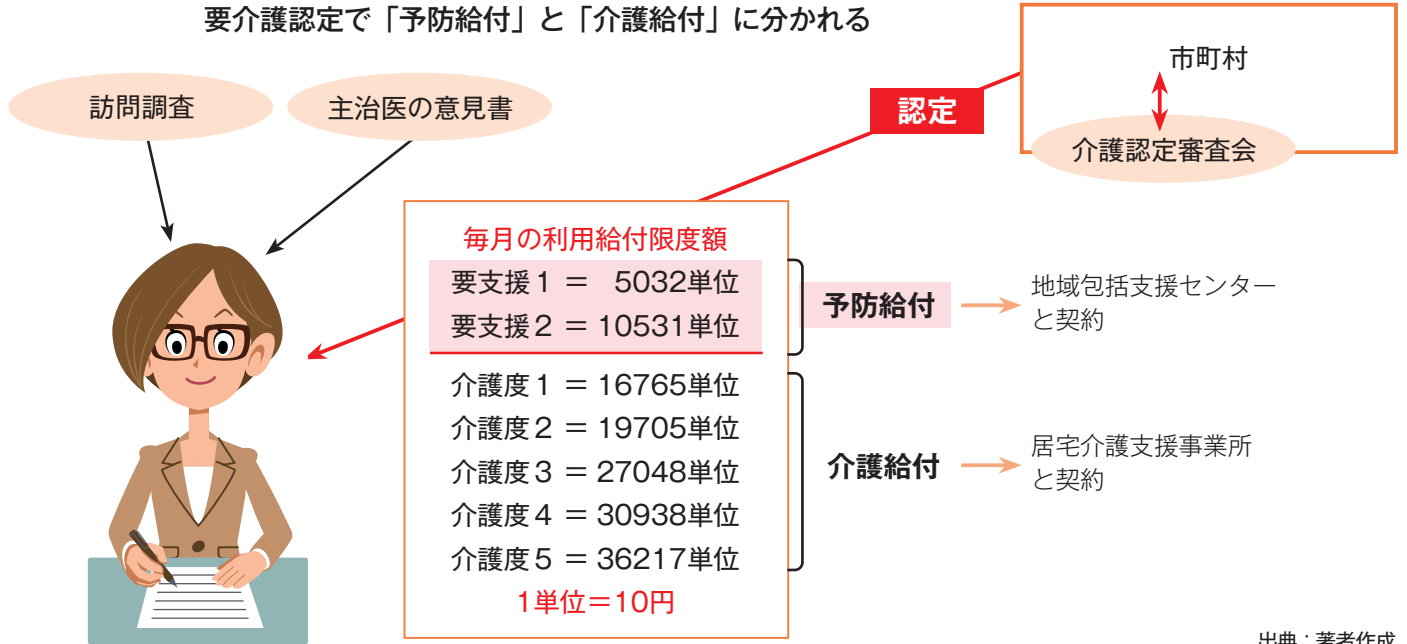 要介護認定で「予防給付」と「介護給付」に分かれる
訪問調査
主治医の意見書
認定
市町村
介護認定審査会
毎月の利用給付限度額
要支援1 = 5032単位
要支援2 = 10531単位
介護度1 = 16765単位
介護度2 = 19705単位
介護度3 = 27048単位
介護度4 = 30938単位
介護度5 = 36217単位
1単位=10円
予防給付
地域包括支援センター
と契約
介護給付
居宅介護支援事業所
と契約
出典:著者作成